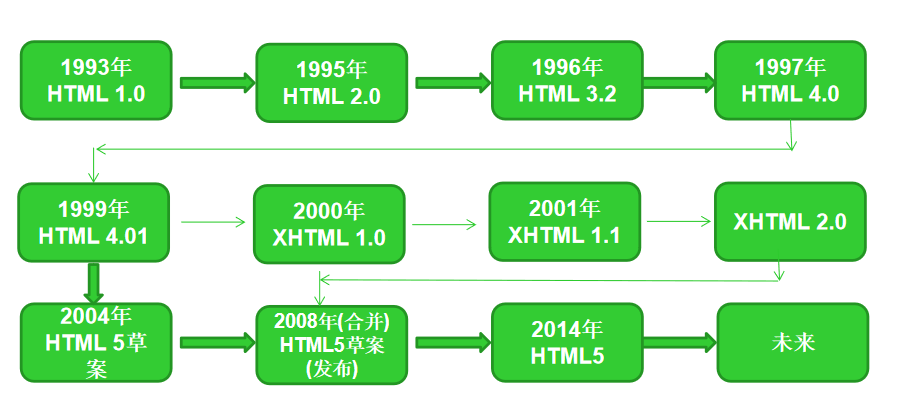 1993年
HTML 1.0
1995年
HTML 2.0
1996年
HTML 3.2
1997年
HTML 4.0
1999年
HTML 4.01
2000年
XHTML 1.0
2001年
XHTML 1.1
XHTML 2.0
2004年
HTML 5草
案
2008年(合并)
HTML5草案
(发布)
2014年
HTML5
未来